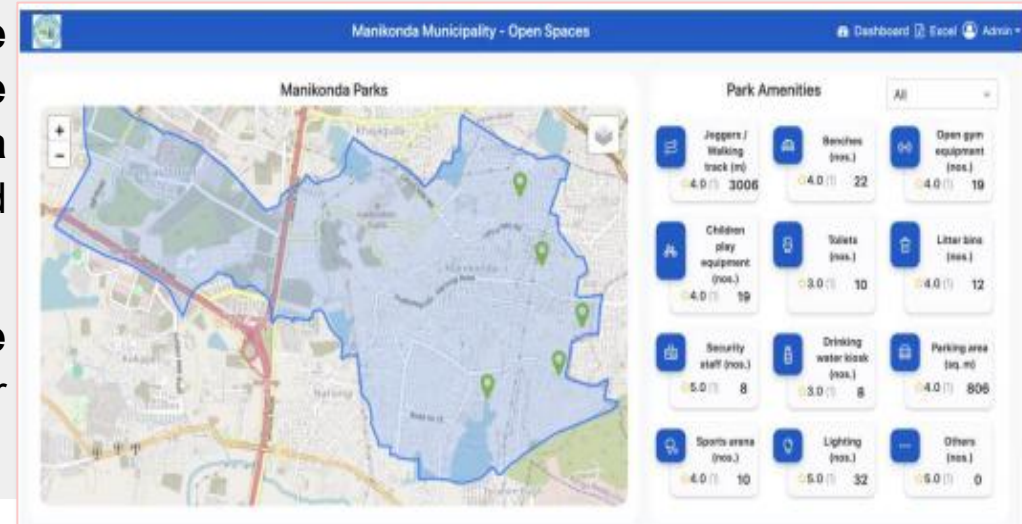 e
e
a
d
e
r
Manikonda Municipality - Open Spaces
Dashboard
Excel
Admin
Manikonda Parks
+
-
Khajaguda
Manikonda
Narsingi
Park Amenities
All
Joggers /
Walking
track (m)
4.0 (1) 3006
Benches
(nos.)
4.0 (1) 22
Open gym
equipment
(nos.)
4.0 (1) 19
Children
play
equipment
(nos.)
4.0 (1) 19
Toilets
(nos.)
3.0 (1) 10
Litter bins
(nos.)
4.0 (1) 12
Security
staff (nos.)
5.0 (1) 8
Drinking
water kiosk
(nos.)
3.0 (1) 8
Parking area
(sq. m)
4.0 (1) 806
Sports arena
(nos.)
4.0 (1) 10
Lighting
(nos.)
5.0 (1) 32
Others
(nos.)
5.0 (1) 0